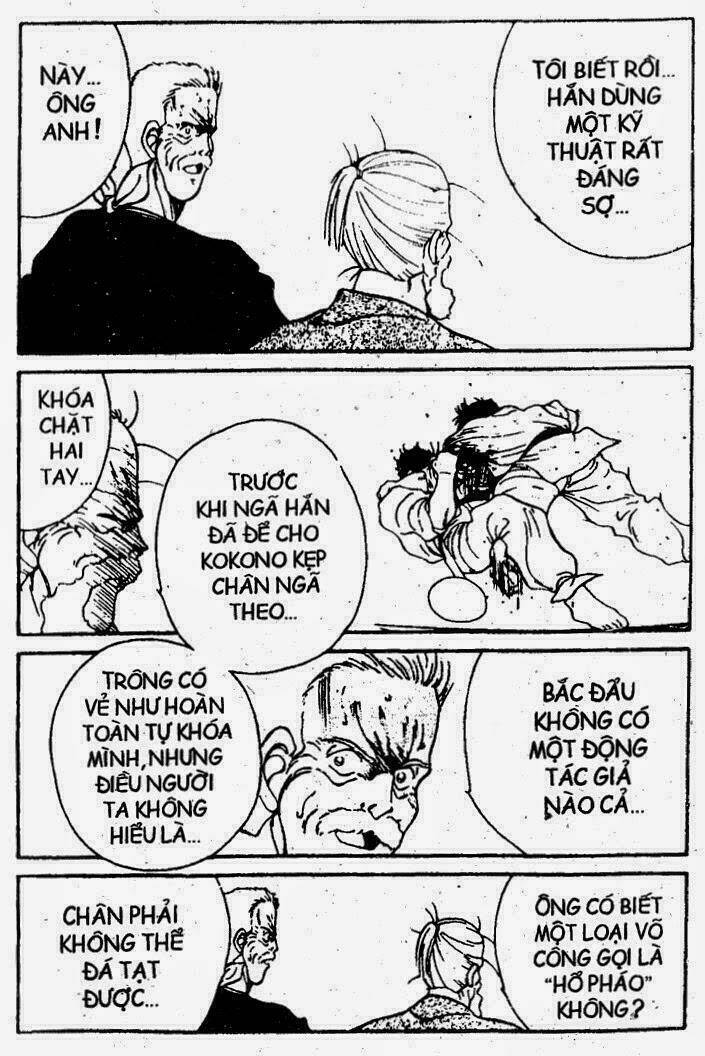 NÀY...
ÔNG
ANH!
TÔI BIẾT RỒI...
HẮN DÙNG
MỘT KỸ
THUẬT RẤT
ĐÁNG
SỢ...
KHÓA
CHẶT
HAI
TAY...
TRƯỚC
KHI NGÃ HẮN
ĐÃ ĐỂ CHO
KOKONO KẸP
CHÂN NGÃ
THEO...
TRÔNG CÓ
VẺ NHƯ HOÀN
TOÀN TỰ KHÓA
MÌNH, NHƯNG
ĐIỀU NGƯỜI
TA KHÔNG
HIỂU LÀ...
BẮC ĐẨU
KHÔNG CÓ
MỘT ĐỘNG
TÁC GIẢ
NÀO CẢ...
CHÂN PHẢI
KHÔNG THỂ
ĐÁ TẠT
ĐƯỢC...
ÔNG CÓ BIẾT
MỘT LOẠI VÕ
CÔNG GỌI LÀ
"HỔ PHÁO"
KHÔNG?